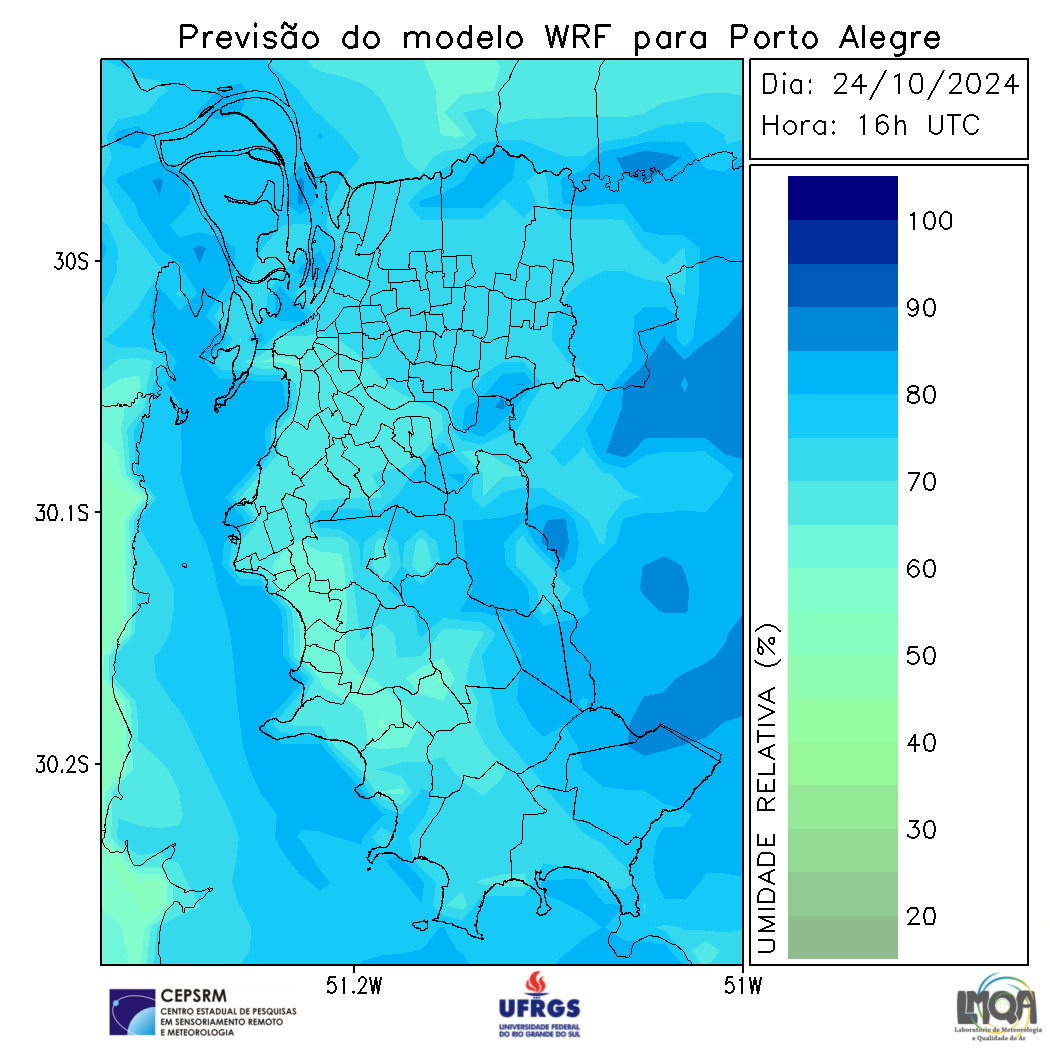 Previsão do modelo WRF para Porto Alegre
Dia: 24/10/2024
Hora: 16h UTC
30S
30.1S
30.2S
51.2W
51W
100
90
80
70
60
50
40
30
20
UMIDADE RELATIVA (%)
CEPSRM
CENTRO ESTADUAL DE PESQUISAS
EM SENSORIAMENTO REMOTO
E METEOROLOGIA
UFRGS
UNIVERSIDADE FEDERAL
DO RIO GRANDE DO SUL
LMQA
Laboratório de Meteorologia
e Qualidade do Ar